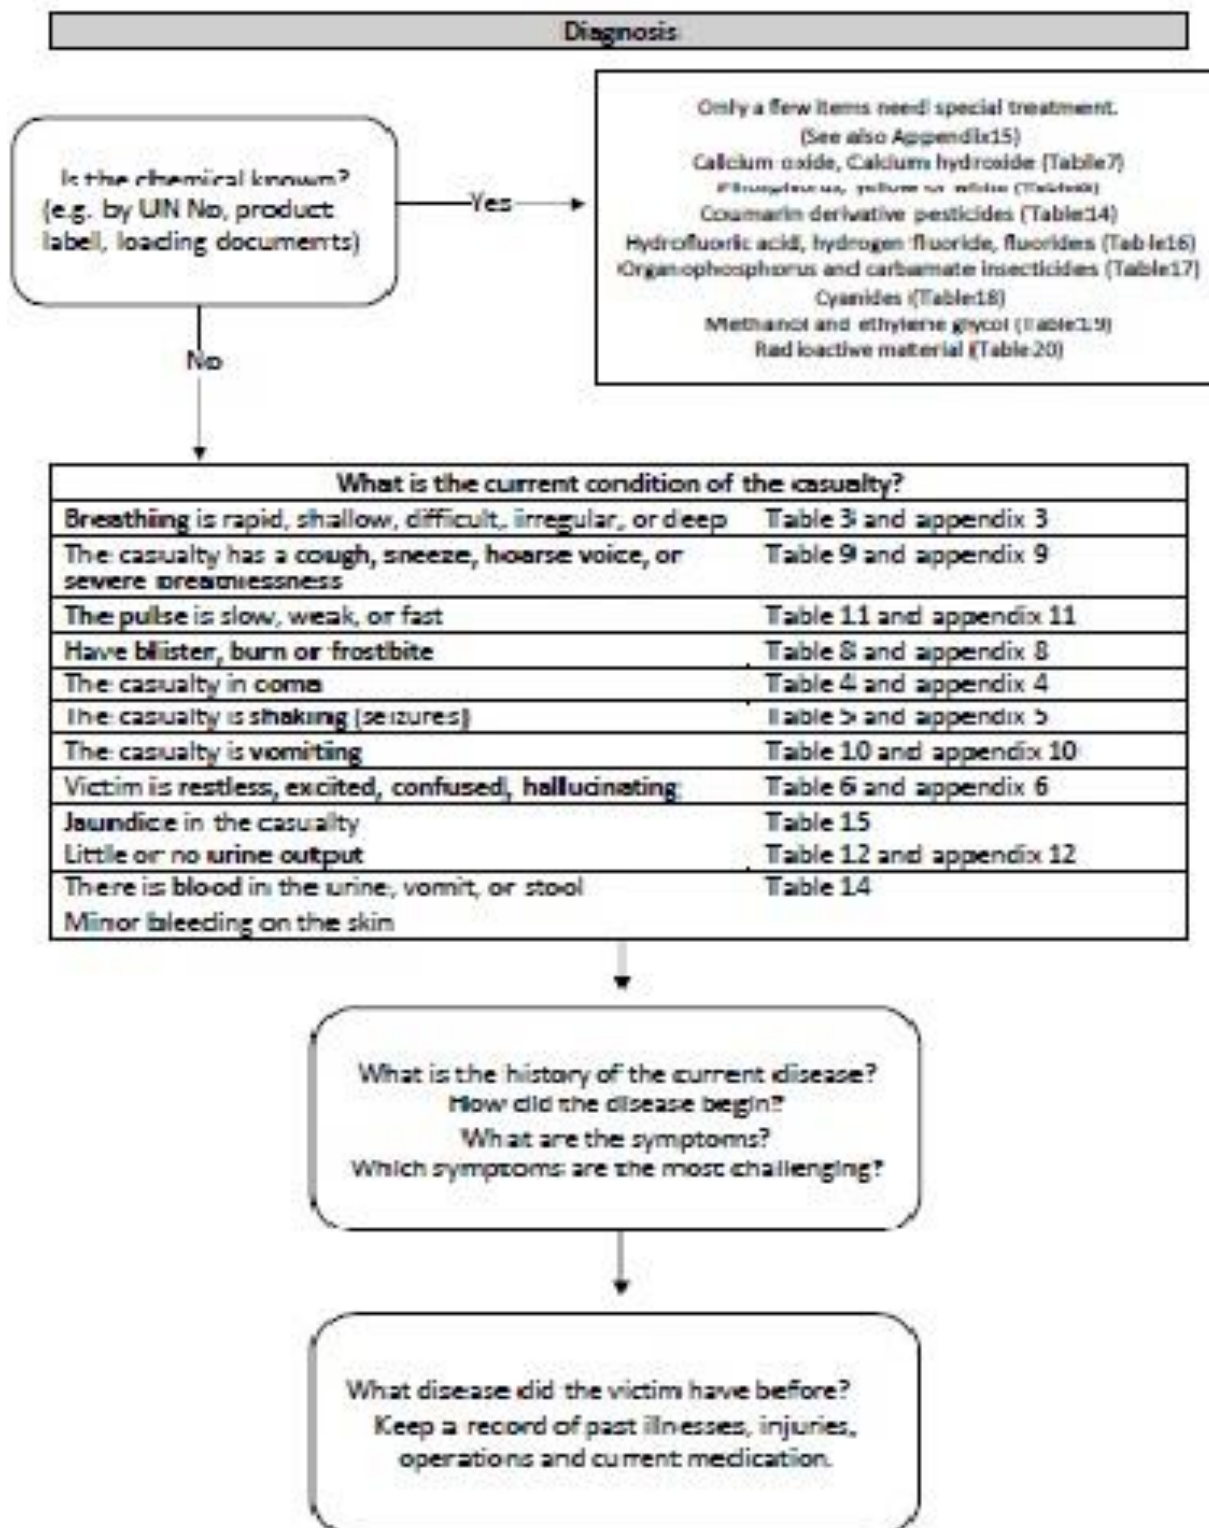 Diagnosis
Is the chemical known?
(e.g. by UN No, product
label, loading documents)
Yes
No
Only a few items need special treatment.
(See also Appendix15)
Calcium oxide, Calcium hydroxide (Table7)
Phosphorus, yellow or white
Coumarin derivative pesticides (Table14)
Hydrofluoric acid, hydrogen fluoride, fluorides (Table16)
Organophosphorus and carbamate insecticides (Table17)
Cyanides (Table18)
Methanol and ethylene glycol (Table19)
Radioactive material (Table20)
What is the current condition of the casualty?
Breathing is rapid, shallow, difficult, irregular, or deep Table 3 and appendix 3
The casualty has a cough, sneeze, hoarse voice, or Table 9 and appendix 9
severe breathlessness
The pulse is slow, weak, or fast Table 11 and appendix 11
Have blister, burn or frostbite Table 8 and appendix 8
The casualty in coma Table 4 and appendix 4
The casualty is shaking (seizures) Table 5 and appendix 5
The casualty is vomiting Table 10 and appendix 10
Victim is restless, excited, confused, hallucinating Table 6 and appendix 6
Jaundice in the casualty Table 15
Little or no urine output Table 12 and appendix 12
There is blood in the urine, vomit, or stool Table 14
Minor bleeding on the skin
What is the history of the current disease?
How did the disease begin?
What are the symptoms?
Which symptoms are the most challenging?
What disease did the victim have before?
Keep a record of past illnesses, injuries,
operations and current medication.